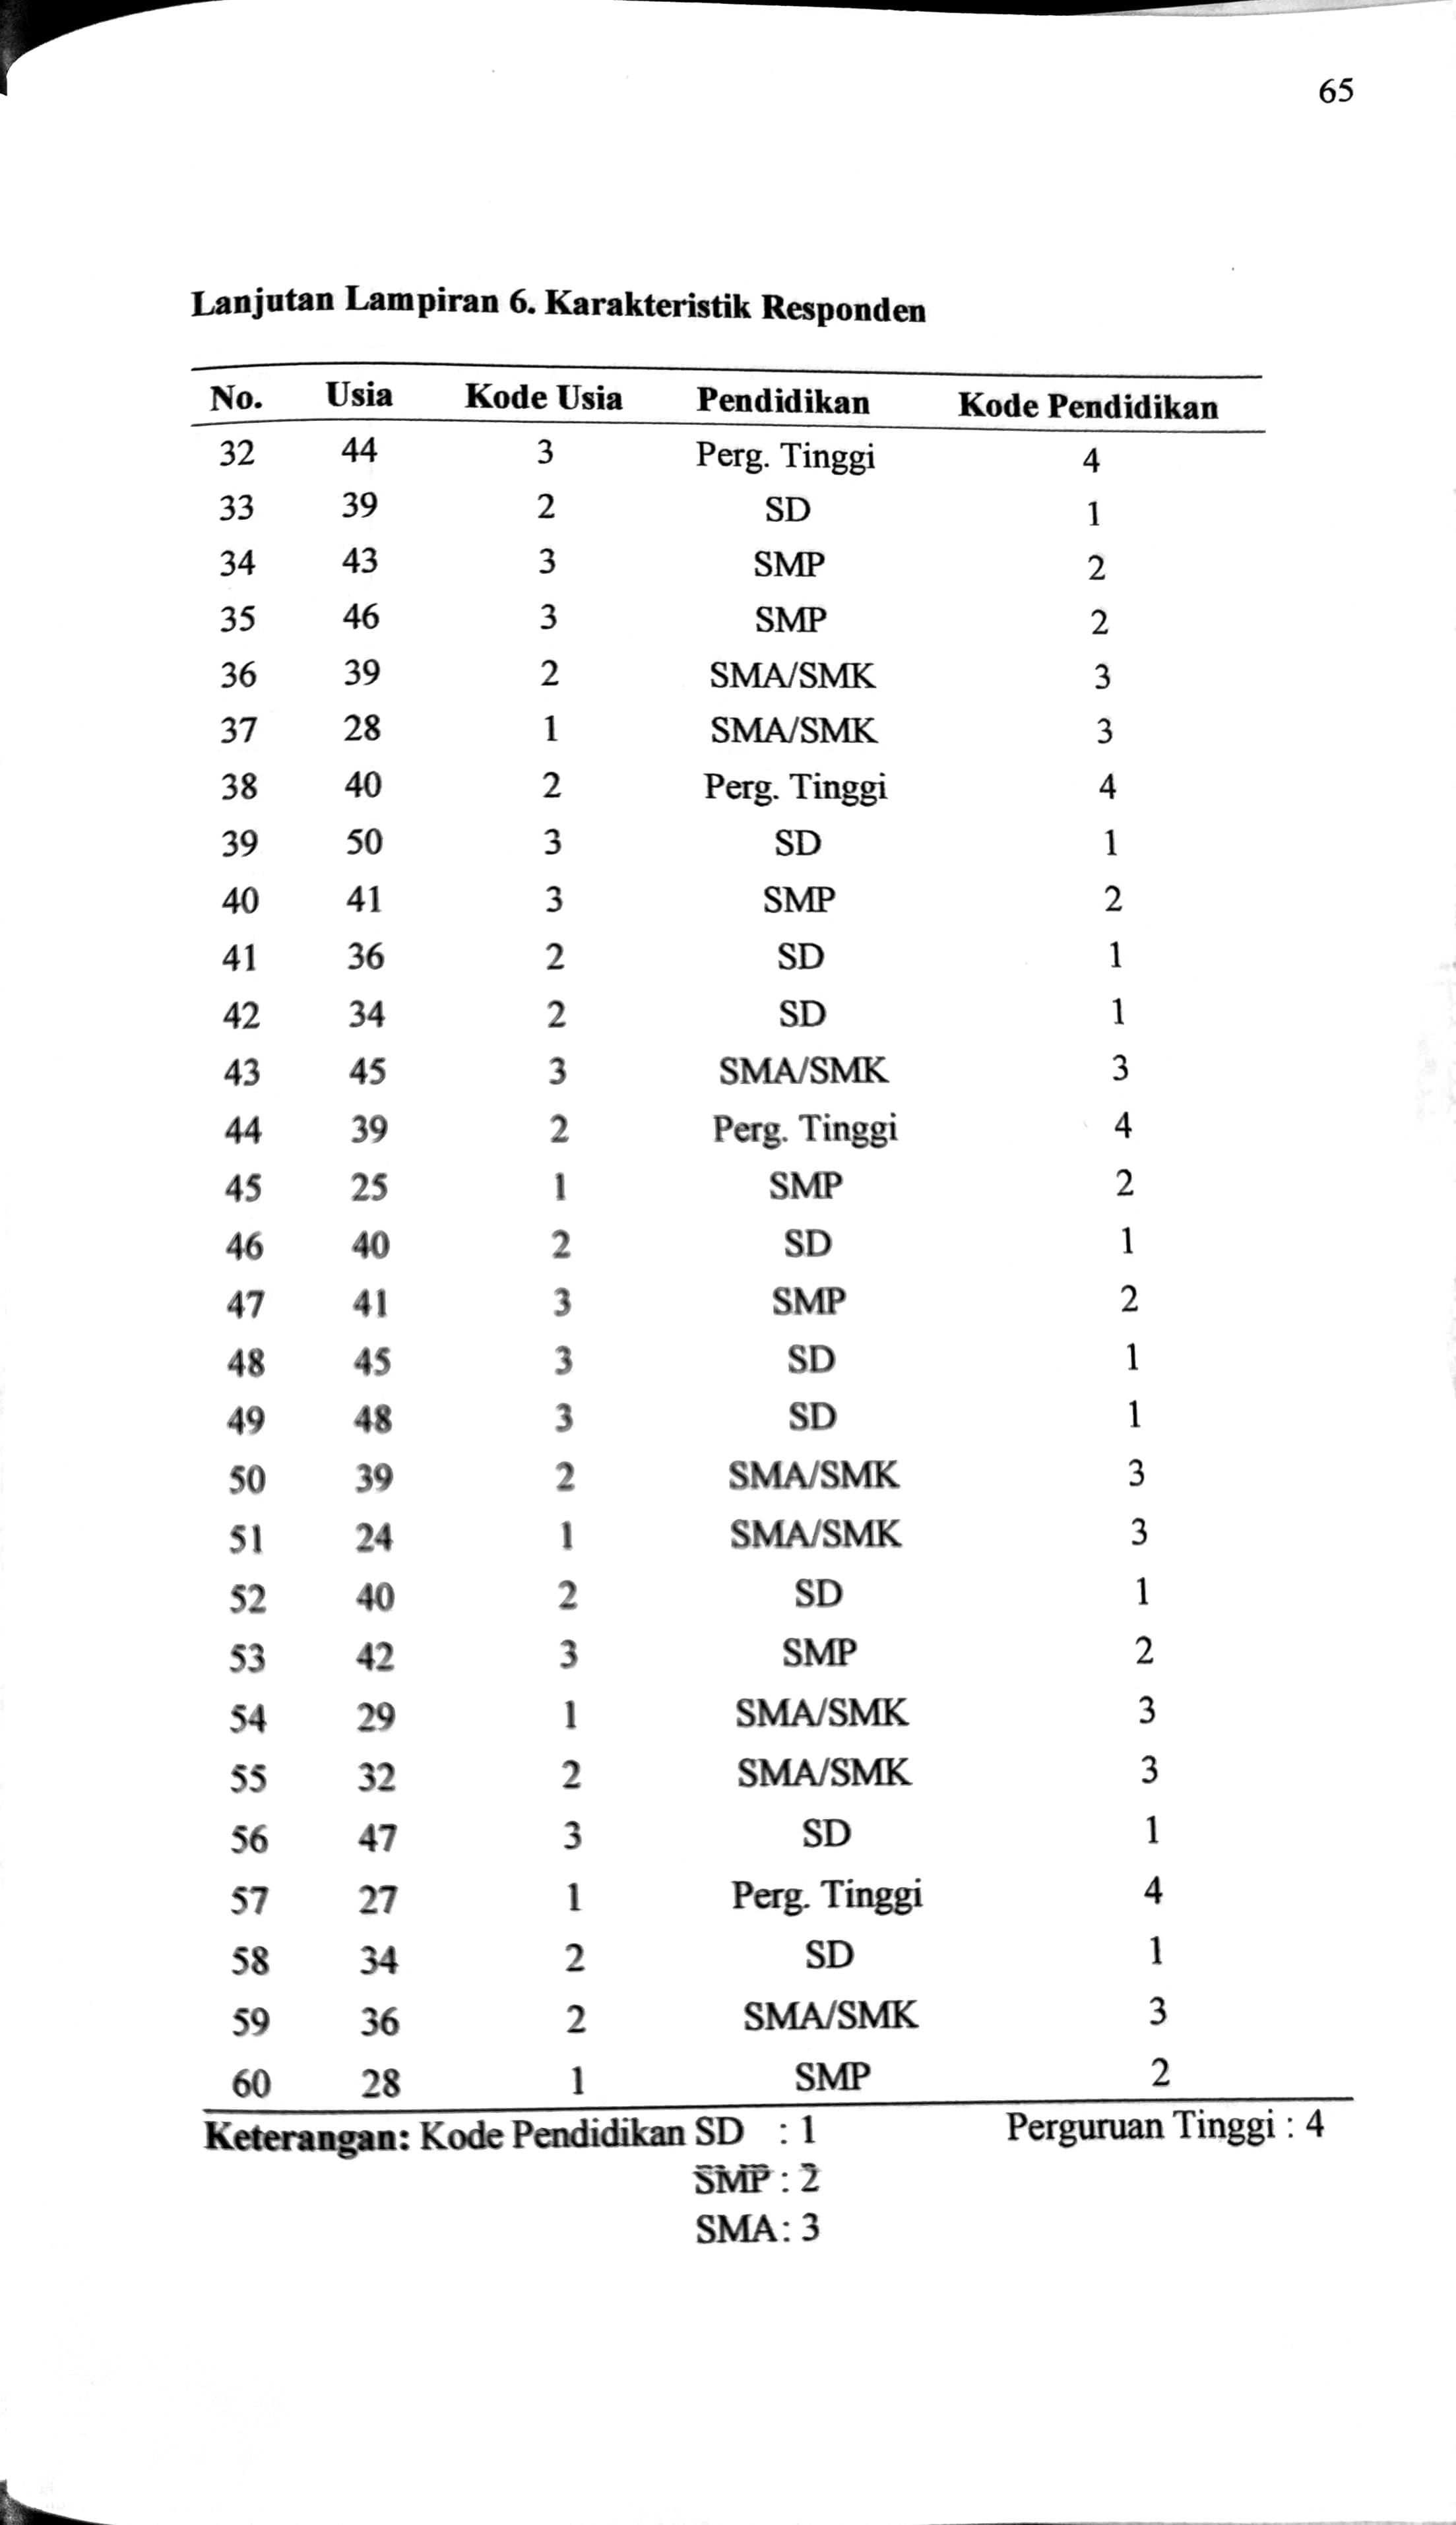 65
Lanjutan Lampiran 6. Karakteristik Responden
No. Usia Kode Usia Pendidikan Kode Pendidikan
32 44 3 Perg. Tinggi 4
33 39 2 SD 1
34 43 3 SMP 2
35 46 3 SMP 2
36 39 2 SMA/SMK 3
37 28 1 SMA/SMK 3
38 40 2 Perg. Tinggi 4
39 50 3 SD 1
40 41 3 SMP 2
41 36 2 SD 1
42 34 2 SD 1
43 45 3 SMA/SMK 3
44 39 2 Perg. Tinggi 4
45 25 1 SMP 2
46 40 2 SD 1
47 41 3 SMP 2
48 45 3 SD 1
49 48 3 SD 1
50 39 2 SMA/SMK 3
51 24 1 SMA/SMK 3
52 40 2 SD 1
53 42 3 SMP 2
54 29 1 SMA/SMK 3
55 32 2 SMA/SMK 3
56 47 3 SD 1
57 27 1 Perg. Tinggi 4
58 34 2 SD 1
59 36 2 SMA/SMK 3
60 28 1 SMP 2
Keterangan: Kode Pendidikan SD : 1 Perguruan Tinggi : 4
SMP : 2
SMA : 3